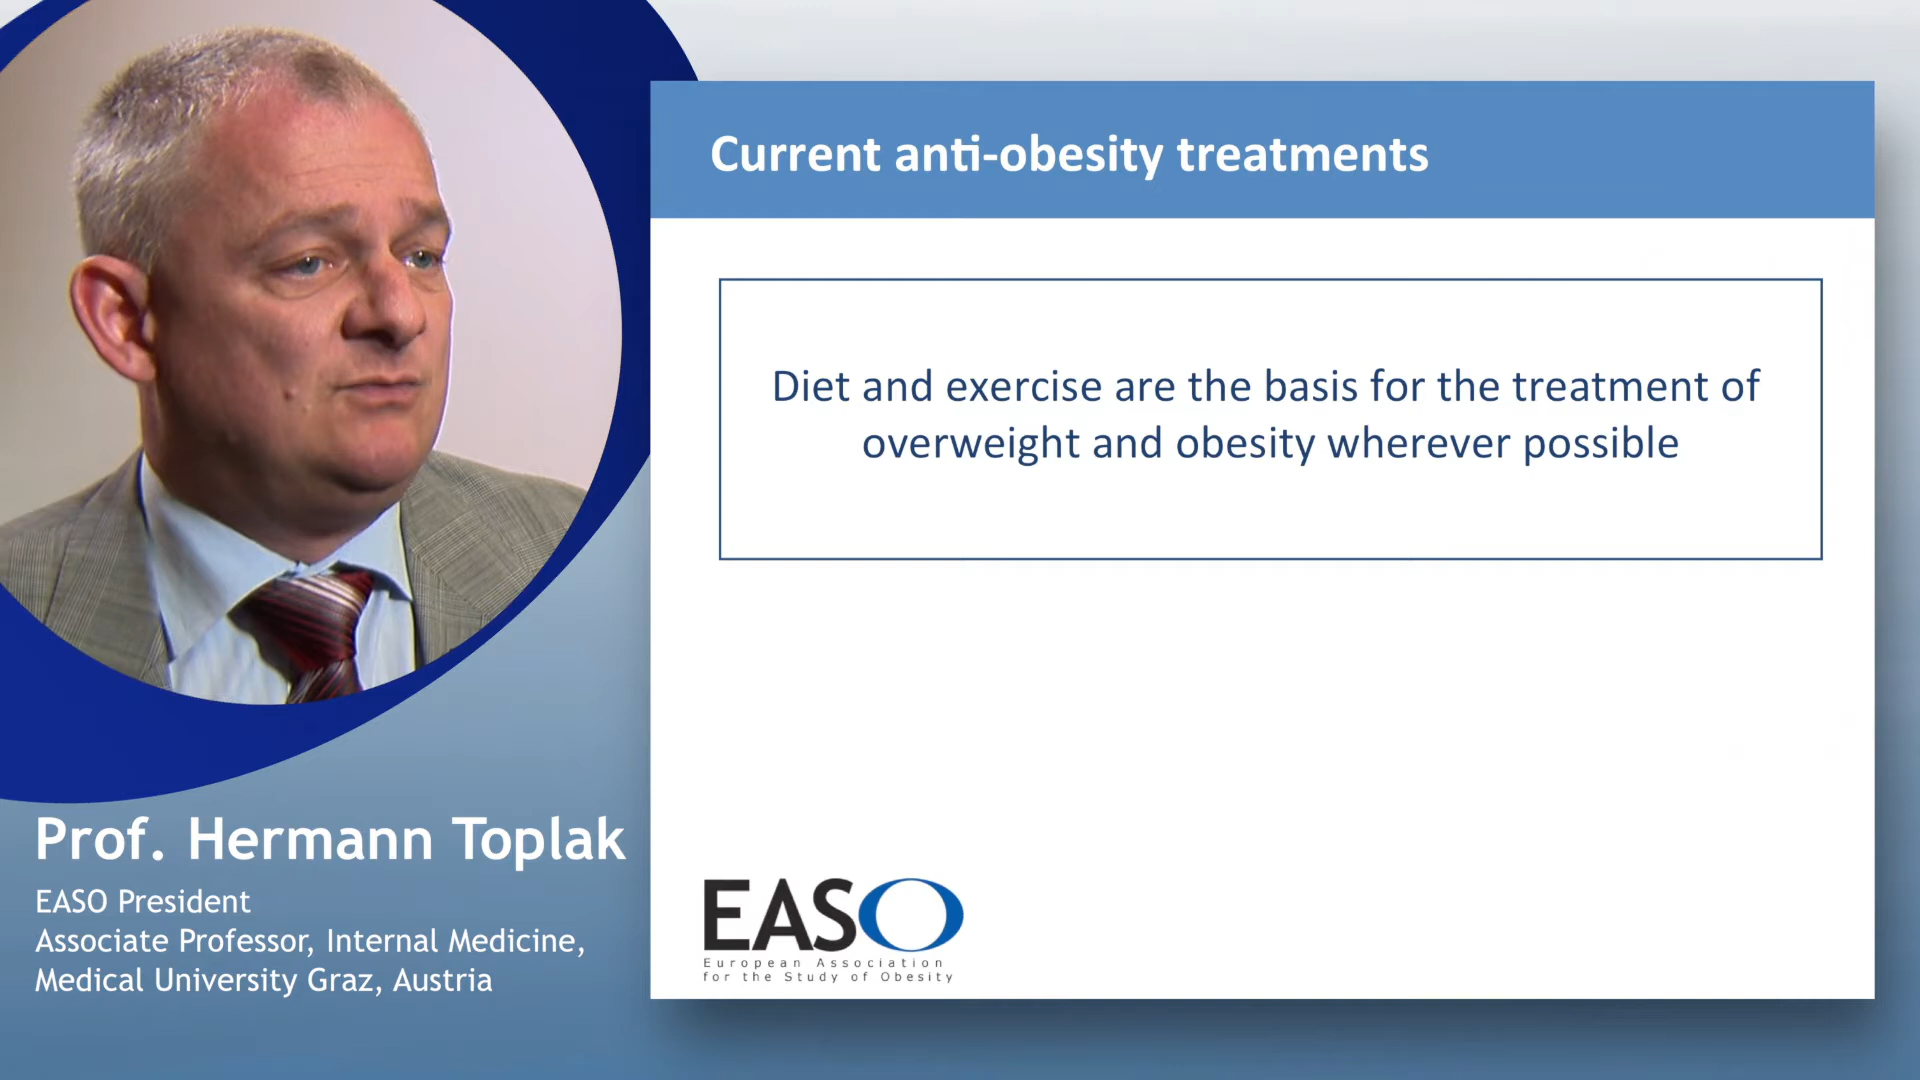 Current anti-obesity treatments
Diet and exercise are the basis for the treatment of
overweight and obesity wherever possible
Prof. Hermann Toplak
EASO President
Associate Professor, Internal Medicine,
Medical University Graz, Austria
EASO
European Association
for the Study of Obesity